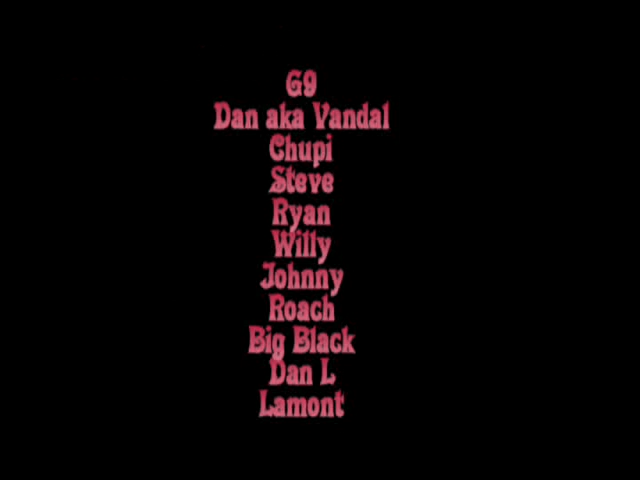 G9
Dan aka Vandal
Chupi
Steve
Ryan
Willy
Johnny
Roach
Big Black
Dan L
Lamont